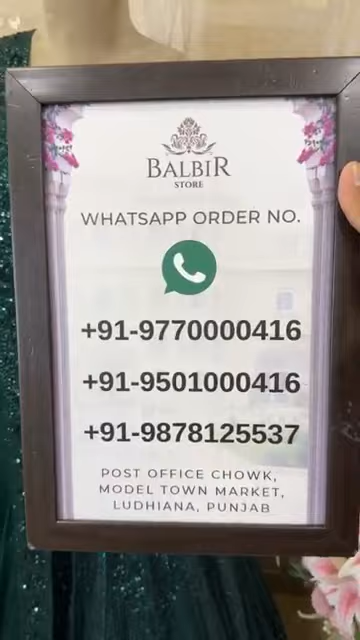 BALBIR
STORE
WHATSAPP ORDER NO.
+91-9770000416
+91-9501000416
+91-9878125537
POST OFFICE CHOWK,
MODEL TOWN MARKET,
LUDHIANA, PUNJAB